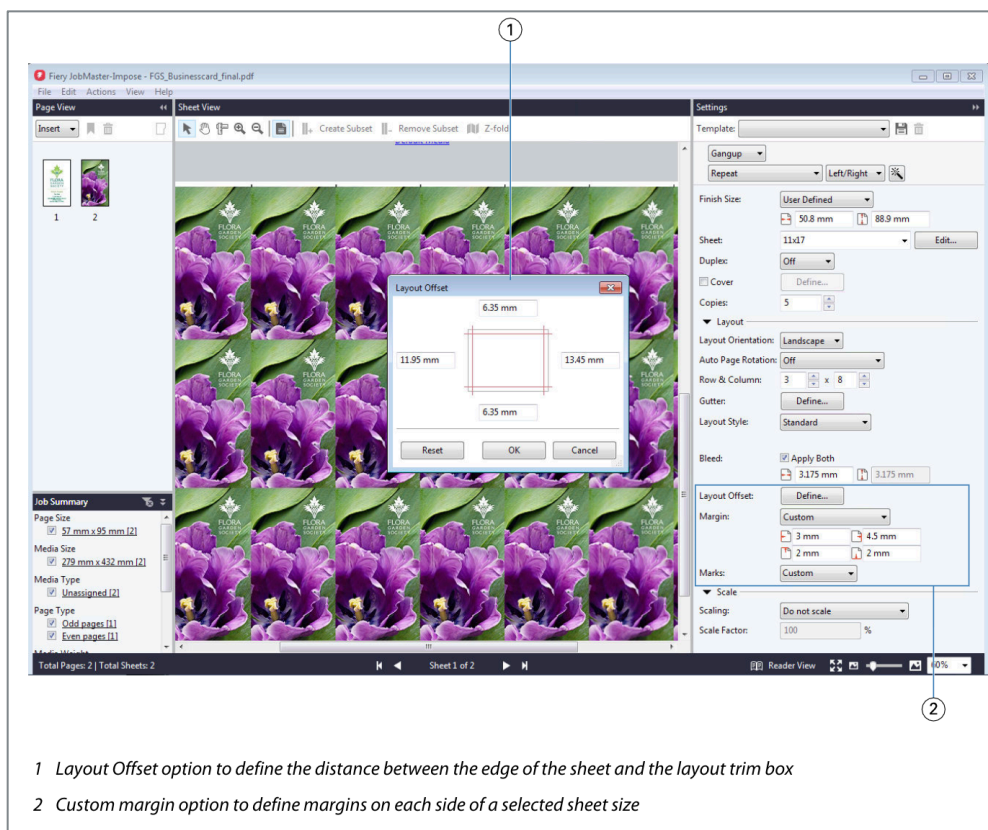 1
Fiery JobMaster-Impose - FGS_Businesscard_final.pdf
File Edit Actions View Help
Page View
Sheet View
Settings
Insert
Create Subset
Remove Subset
Z-fold
Template:
Default Media
Gangup
Repeat
Left/Right
1 2
Finish Size:
User Defined
50.8 mm
88.9 mm
Sheet:
11x17
Edit...
Duplex:
Off
Cover
Define...
Copies:
5
Layout
Layout Orientation:
Landscape
Auto Page Rotation:
Off
Row & Column:
3 x 8
Gutter:
Define...
Layout Style:
Standard
Bleed:
Apply Both
3.175 mm
3.175 mm
Layout Offset:
Define...
Margin:
Custom
3 mm
4.5 mm
2 mm
2 mm
Marks:
Custom
Scale
Scaling:
Do not scale
Scale Factor:
100 %
FLORA GARDEN SOCIETY
Layout Offset
6.35 mm
11.95 mm
13.45 mm
6.35 mm
Reset
OK
Cancel
Job Summary
Page Size
57 mm x 95 mm [2]
Media Size
279 mm x 432 mm [2]
Media Type
Unassigned [2]
Page Type
Odd pages [1]
Even pages [1]
Media Weight
Total Pages: 2 | Total Sheets: 2
Sheet 1 of 2
Reader View
2
1 Layout Offset option to define the distance between the edge of the sheet and the layout trim box
2 Custom margin option to define margins on each side of a selected sheet size